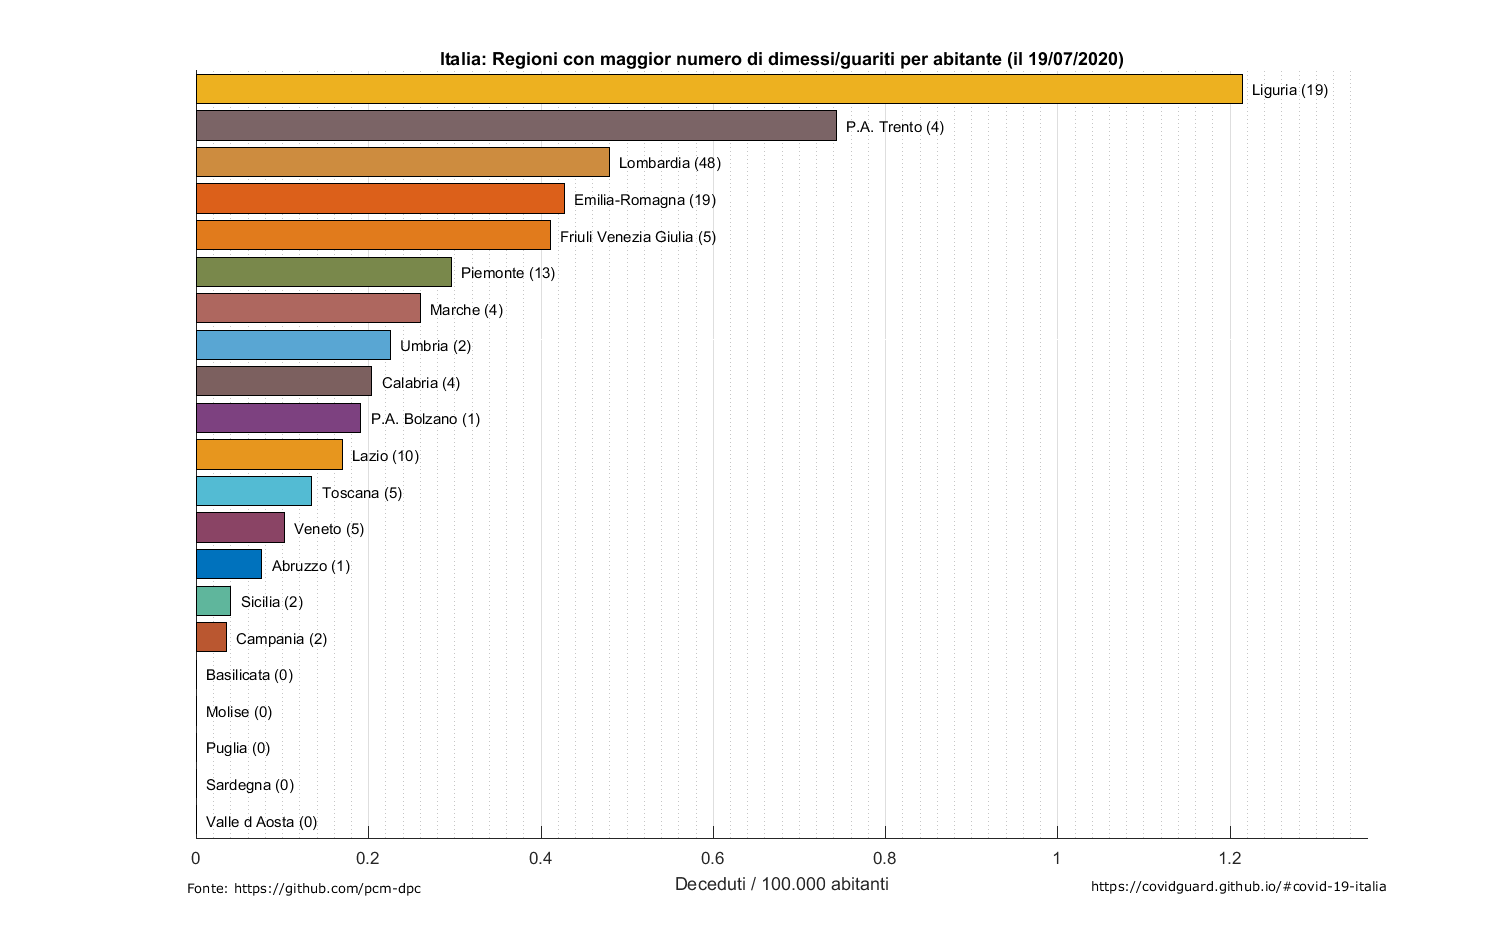 Italia: Regioni con maggior numero di dimessi/guariti per abitante (il 19/07/2020)
Liguria (19)
P.A. Trento (4)
Lombardia (48)
Emilia-Romagna (19)
Friuli Venezia Giulia (5)
Piemonte (13)
Marche (4)
Umbria (2)
Calabria (4)
P.A. Bolzano (1)
Lazio (10)
Toscana (5)
Veneto (5)
Abruzzo (1)
Sicilia (2)
Campania (2)
Basilicata (0)
Molise (0)
Puglia (0)
Sardegna (0)
Valle d Aosta (0)
0 0.2 0.4 0.6 0.8 1 1.2
Deceduti / 100.000 abitanti
Fonte: https://github.com/pcm-dpc
https://covidguard.github.io/#covid-19-italia